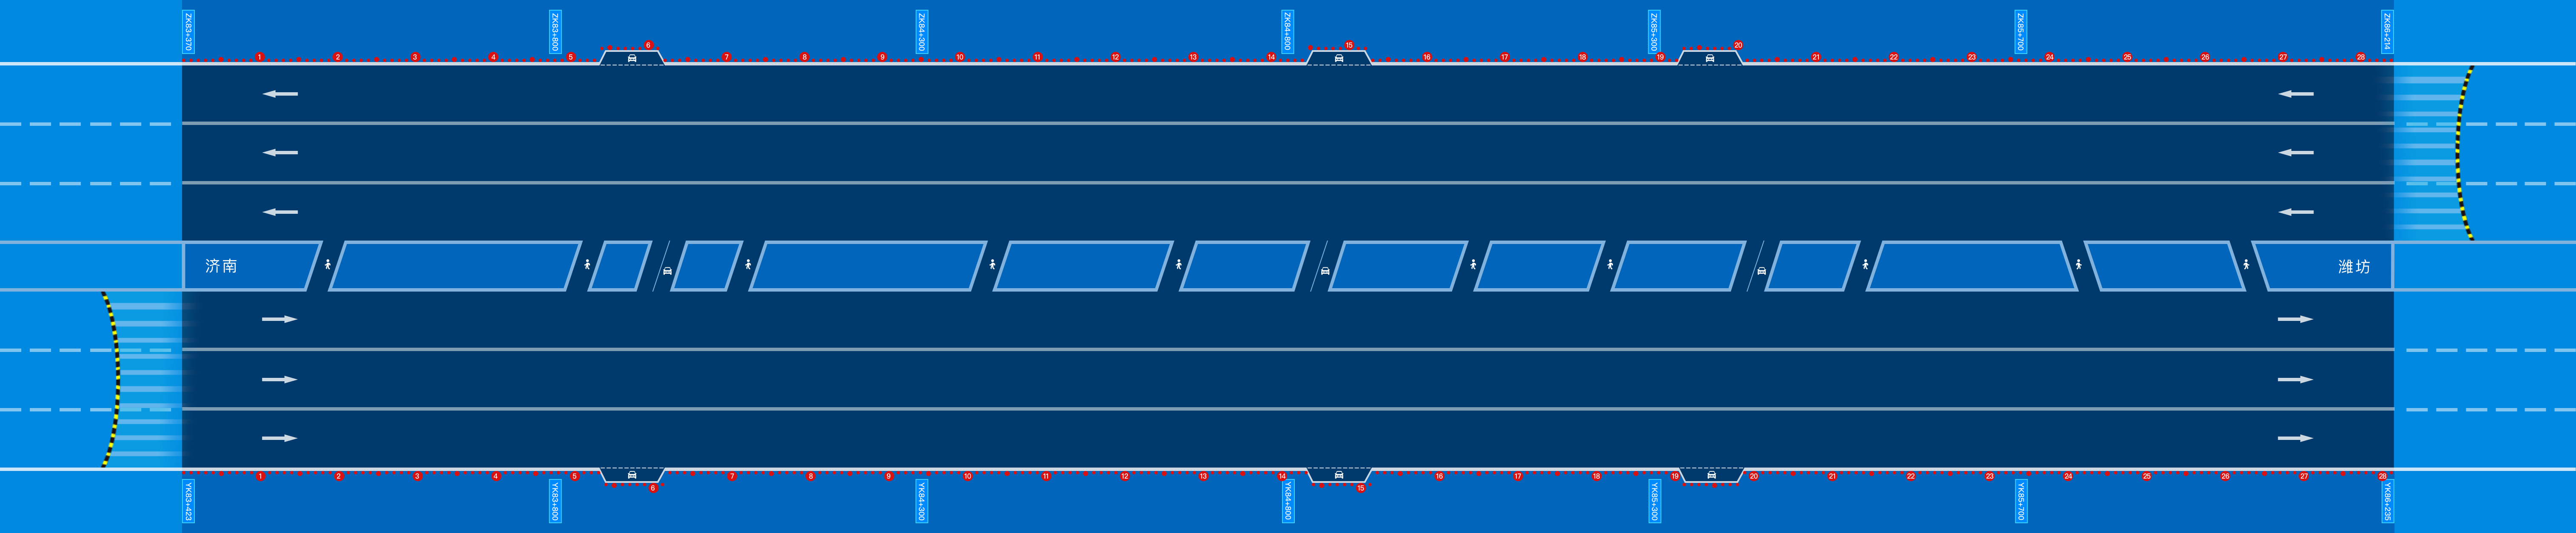 ZK83+370 ZK83+800 ZK84+300 ZK84+800 ZK85+300 ZK85+700 ZK86+214
1 2 3 4 5 6 7 8 9 10 11 12 13 14 15 16 17 18 19 20 21 22 23 24 25 26 27 28
济南 潍坊
1 2 3 4 5 6 7 8 9 10 11 12 13 14 15 16 17 18 19 20 21 22 23 24 25 26 27 28
YK83+423 YK83+800 YK84+300 YK84+800 YK85+300 YK85+700 YK86+235